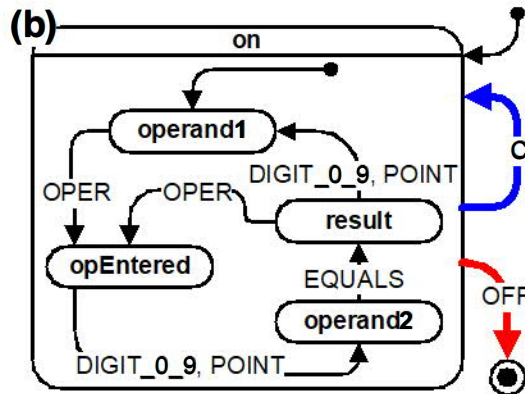 (b)
on
operand1
C
DIGIT_0_9, POINT
OPER
OPER
result
opEntered
EQUALS
OFF
operand2
DIGIT_0_9, POINT